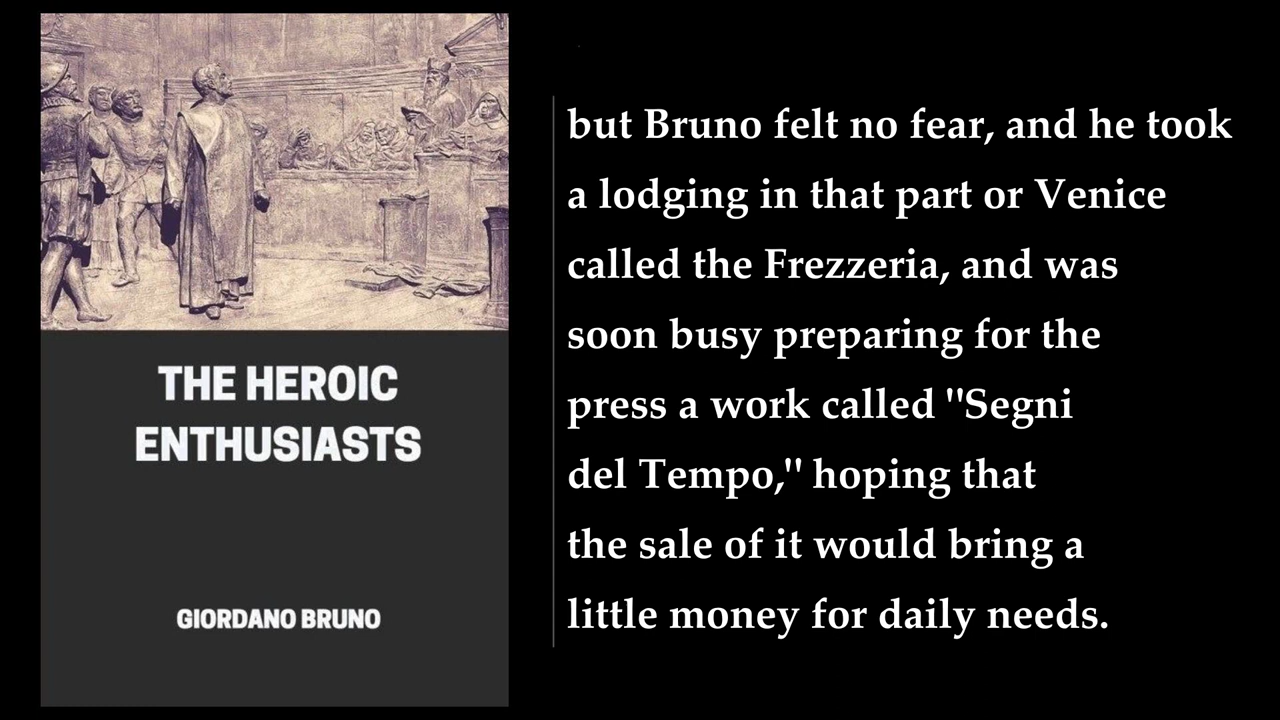 THE HEROIC
ENTHUSIASTS
GIORDANO BRUNO
but Bruno felt no fear, and he took
a lodging in that part or Venice
called the Frezzeria, and was
soon busy preparing for the
press a work called "Segni
del Tempo," hoping that
the sale of it would bring a
little money for daily needs.